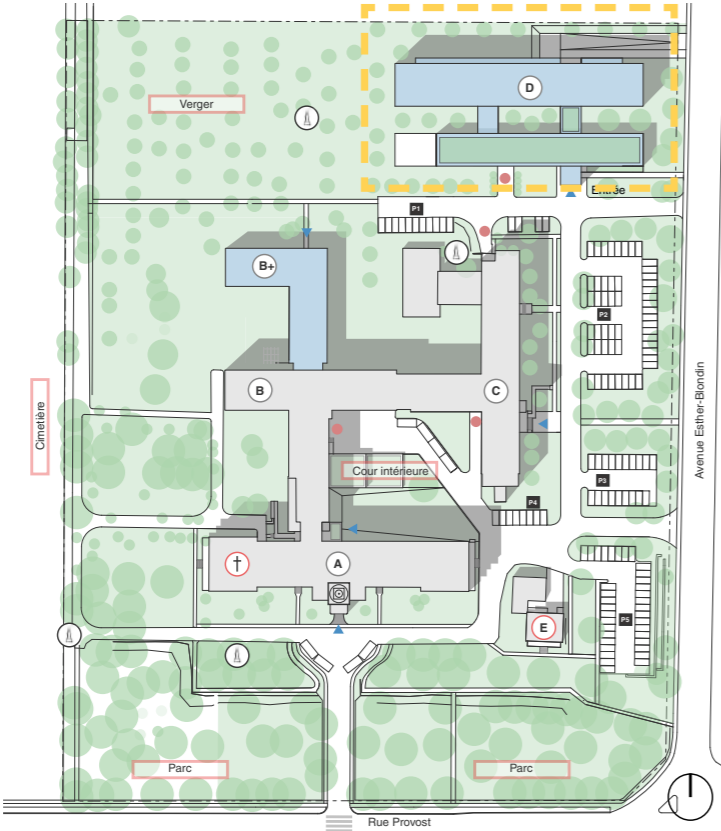 D
Verger
Entrée
P1
B+
P2
B
C
Avenue Esther-Blondin
Cimetière
Cour intérieure
P3
P4
†
A
E
P5
Parc
Parc
Rue Provost